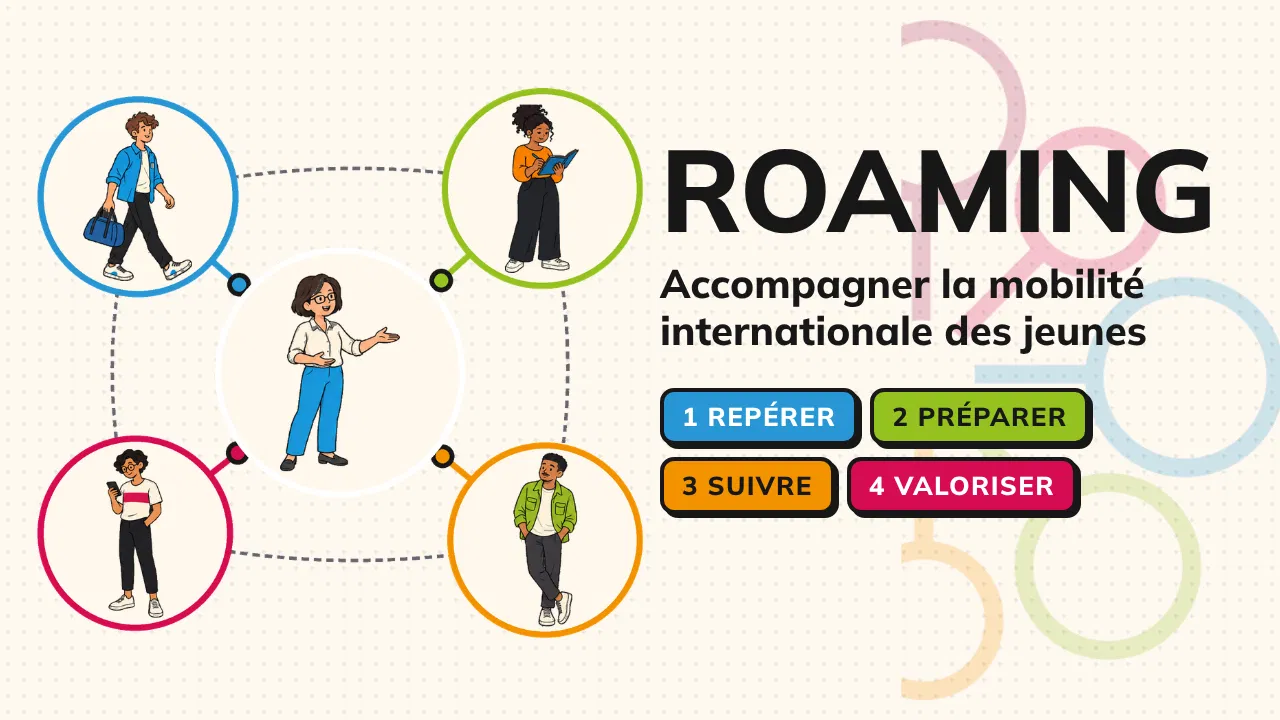 ROAMING
Accompagner la mobilité
internationale des jeunes
1 REPÉRER
2 PRÉPARER
3 SUIVRE
4 VALORISER